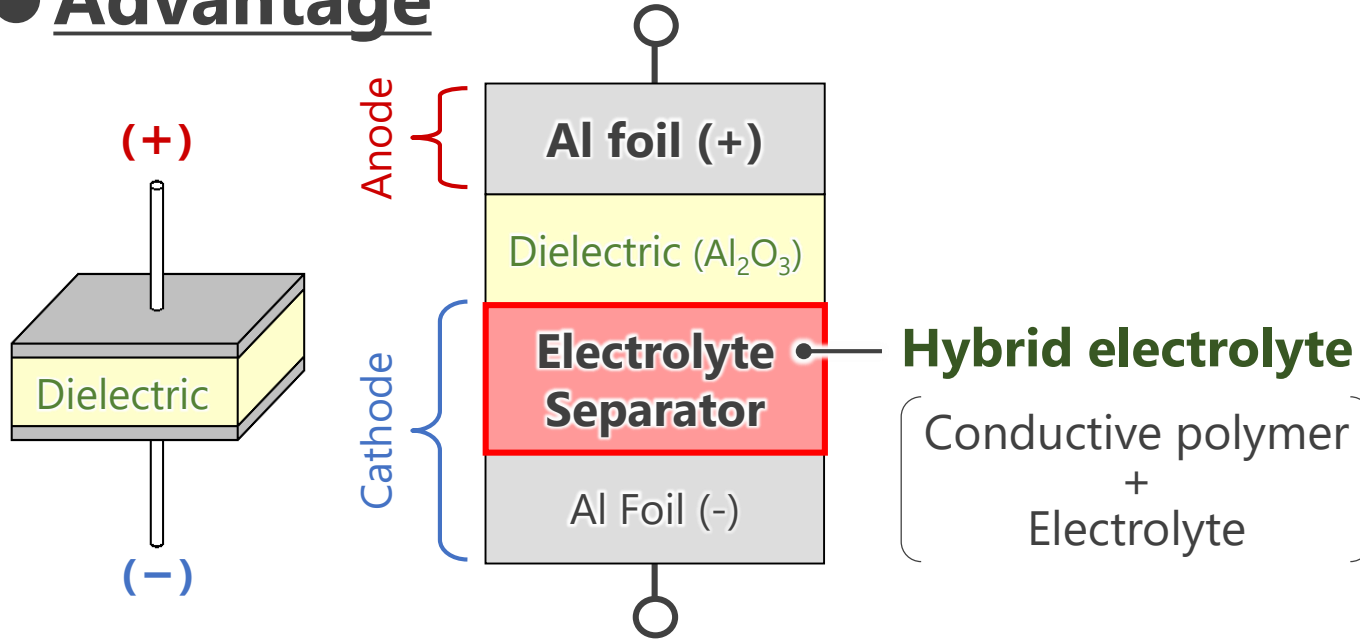 ● Advantage
(+)
Dielectric
(−)
Anode
Cathode
Al foil (+)
Dielectric (Al₂O₃)
Electrolyte
Separator
Al Foil (-)
Hybrid electrolyte
Conductive polymer
+
Electrolyte